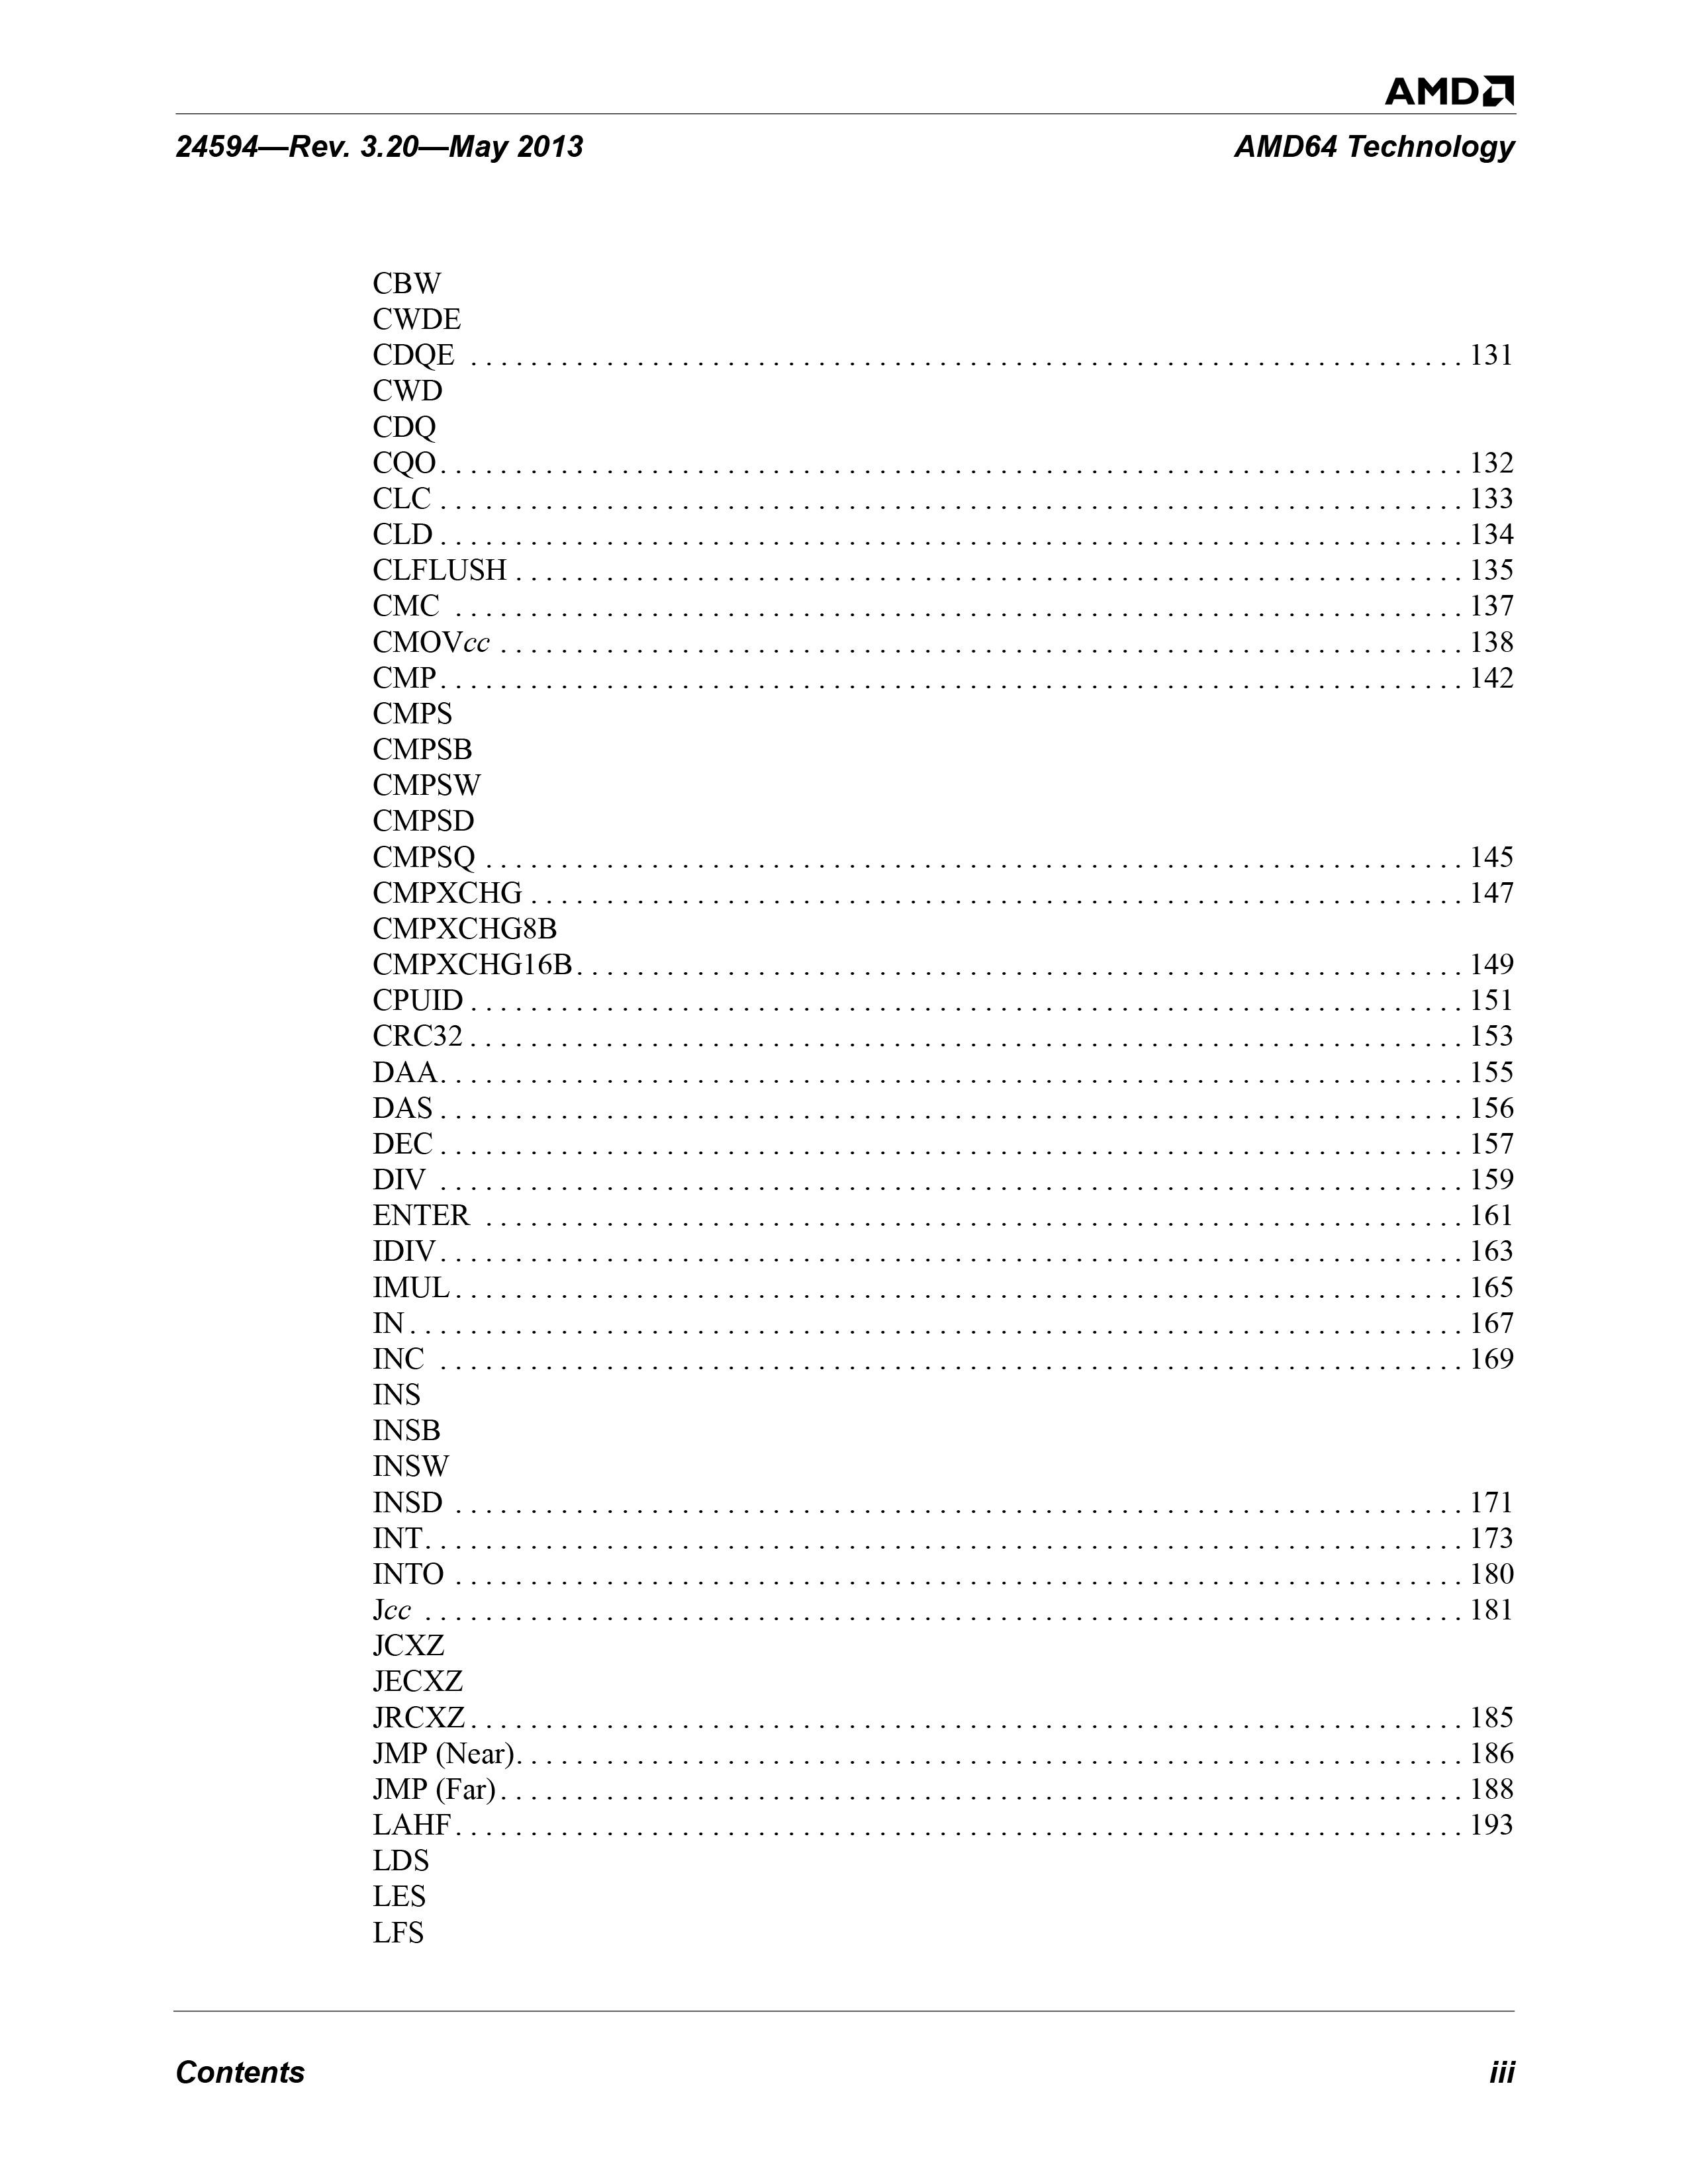 AMD
24594—Rev. 3.20—May 2013 AMD64 Technology
CBW
CWDE
CDQE . . . . . . . . . . . . . . . . . . . . . . . . . . . . . . 131
CWD
CDQ
CQO . . . . . . . . . . . . . . . . . . . . . . . . . . . . . . 132
CLC . . . . . . . . . . . . . . . . . . . . . . . . . . . . . . 133
CLD . . . . . . . . . . . . . . . . . . . . . . . . . . . . . . 134
CLFLUSH . . . . . . . . . . . . . . . . . . . . . . . . . . . . . . 135
CMC . . . . . . . . . . . . . . . . . . . . . . . . . . . . . . 137
CMOVcc . . . . . . . . . . . . . . . . . . . . . . . . . . . . . . 138
CMP . . . . . . . . . . . . . . . . . . . . . . . . . . . . . . 142
CMPS
CMPSB
CMPSW
CMPSD
CMPSQ . . . . . . . . . . . . . . . . . . . . . . . . . . . . . . 145
CMPXCHG . . . . . . . . . . . . . . . . . . . . . . . . . . . . . . 147
CMPXCHG8B
CMPXCHG16B . . . . . . . . . . . . . . . . . . . . . . . . . . . . . . 149
CPUID . . . . . . . . . . . . . . . . . . . . . . . . . . . . . . 151
CRC32 . . . . . . . . . . . . . . . . . . . . . . . . . . . . . . 153
DAA . . . . . . . . . . . . . . . . . . . . . . . . . . . . . . 155
DAS . . . . . . . . . . . . . . . . . . . . . . . . . . . . . . 156
DEC . . . . . . . . . . . . . . . . . . . . . . . . . . . . . . 157
DIV . . . . . . . . . . . . . . . . . . . . . . . . . . . . . . 159
ENTER . . . . . . . . . . . . . . . . . . . . . . . . . . . . . . 161
IDIV . . . . . . . . . . . . . . . . . . . . . . . . . . . . . . 163
IMUL . . . . . . . . . . . . . . . . . . . . . . . . . . . . . . 165
IN . . . . . . . . . . . . . . . . . . . . . . . . . . . . . . 167
INC . . . . . . . . . . . . . . . . . . . . . . . . . . . . . . 169
INS
INSB
INSW
INSD . . . . . . . . . . . . . . . . . . . . . . . . . . . . . . 171
INT . . . . . . . . . . . . . . . . . . . . . . . . . . . . . . 173
INTO . . . . . . . . . . . . . . . . . . . . . . . . . . . . . . 180
Jcc . . . . . . . . . . . . . . . . . . . . . . . . . . . . . . 181
JCXZ
JECXZ
JRCXZ . . . . . . . . . . . . . . . . . . . . . . . . . . . . . . 185
JMP (Near) . . . . . . . . . . . . . . . . . . . . . . . . . . . . . . 186
JMP (Far) . . . . . . . . . . . . . . . . . . . . . . . . . . . . . . 188
LAHF . . . . . . . . . . . . . . . . . . . . . . . . . . . . . . 193
LDS
LES
LFS
Contents iii